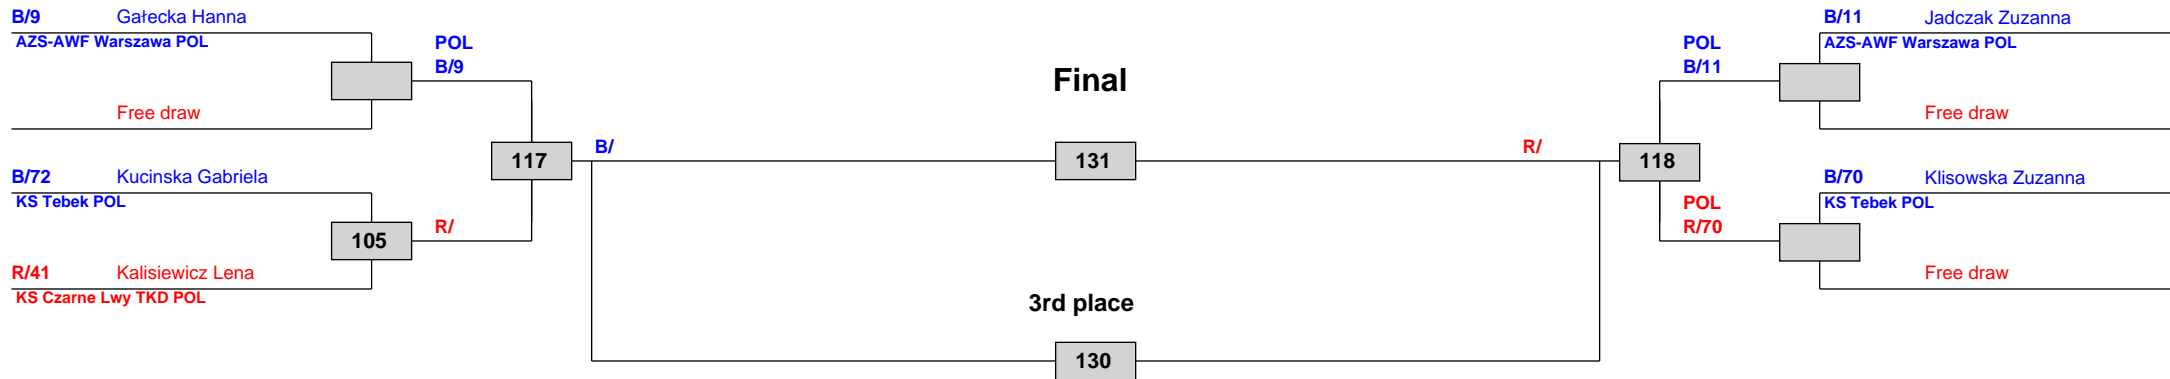 B/9 Gałecka Hanna
AZS-AWF Warszawa POL
POL
B/9
Free draw
117
B/72 Kucinska Gabriela
KS Tebek POL
105
R/
R/41 Kalisiewicz Lena
KS Czarne Lwy TKD POL
Final
B/
131
R/
3rd place
130
B/11 Jadczak Zuzanna
AZS-AWF Warszawa POL
POL
B/11
Free draw
118
B/70 Klisowska Zuzanna
KS Tebek POL
POL
R/70
Free draw